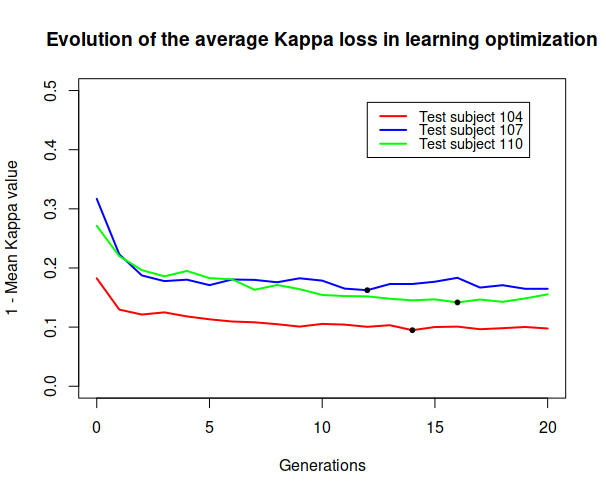 Evolution of the average Kappa loss in learning optimization
0.5
0.4
0.3
0.2
0.1
0.0
1 - Mean Kappa value
Test subject 104
Test subject 107
Test subject 110
0 5 10 15 20
Generations